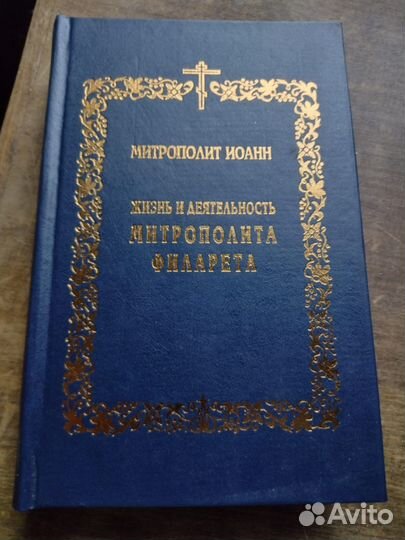 МИТРОПОЛИТ ИОАНН
ЖИЗНЬ И ДЕЯТЕЛЬНОСТЬ
МИТРОПОЛИТА
ФИЛАРЕТА
Avito